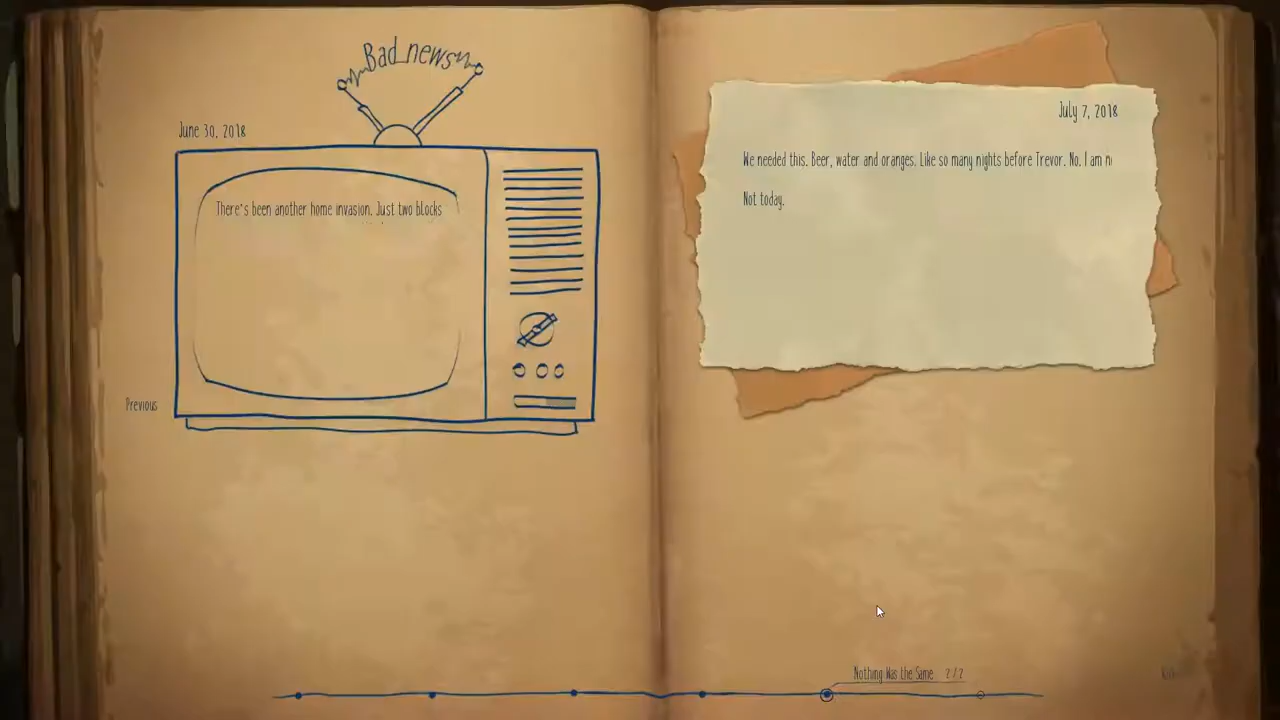 Bad news
June 30, 2018
There's been another home invasion. Just two blocks
Previous
July 7, 2018
We needed this. Beer, water and oranges. Like so many nights before Trevor. No. I am
Not today.
Nothing Was the Same 2/2